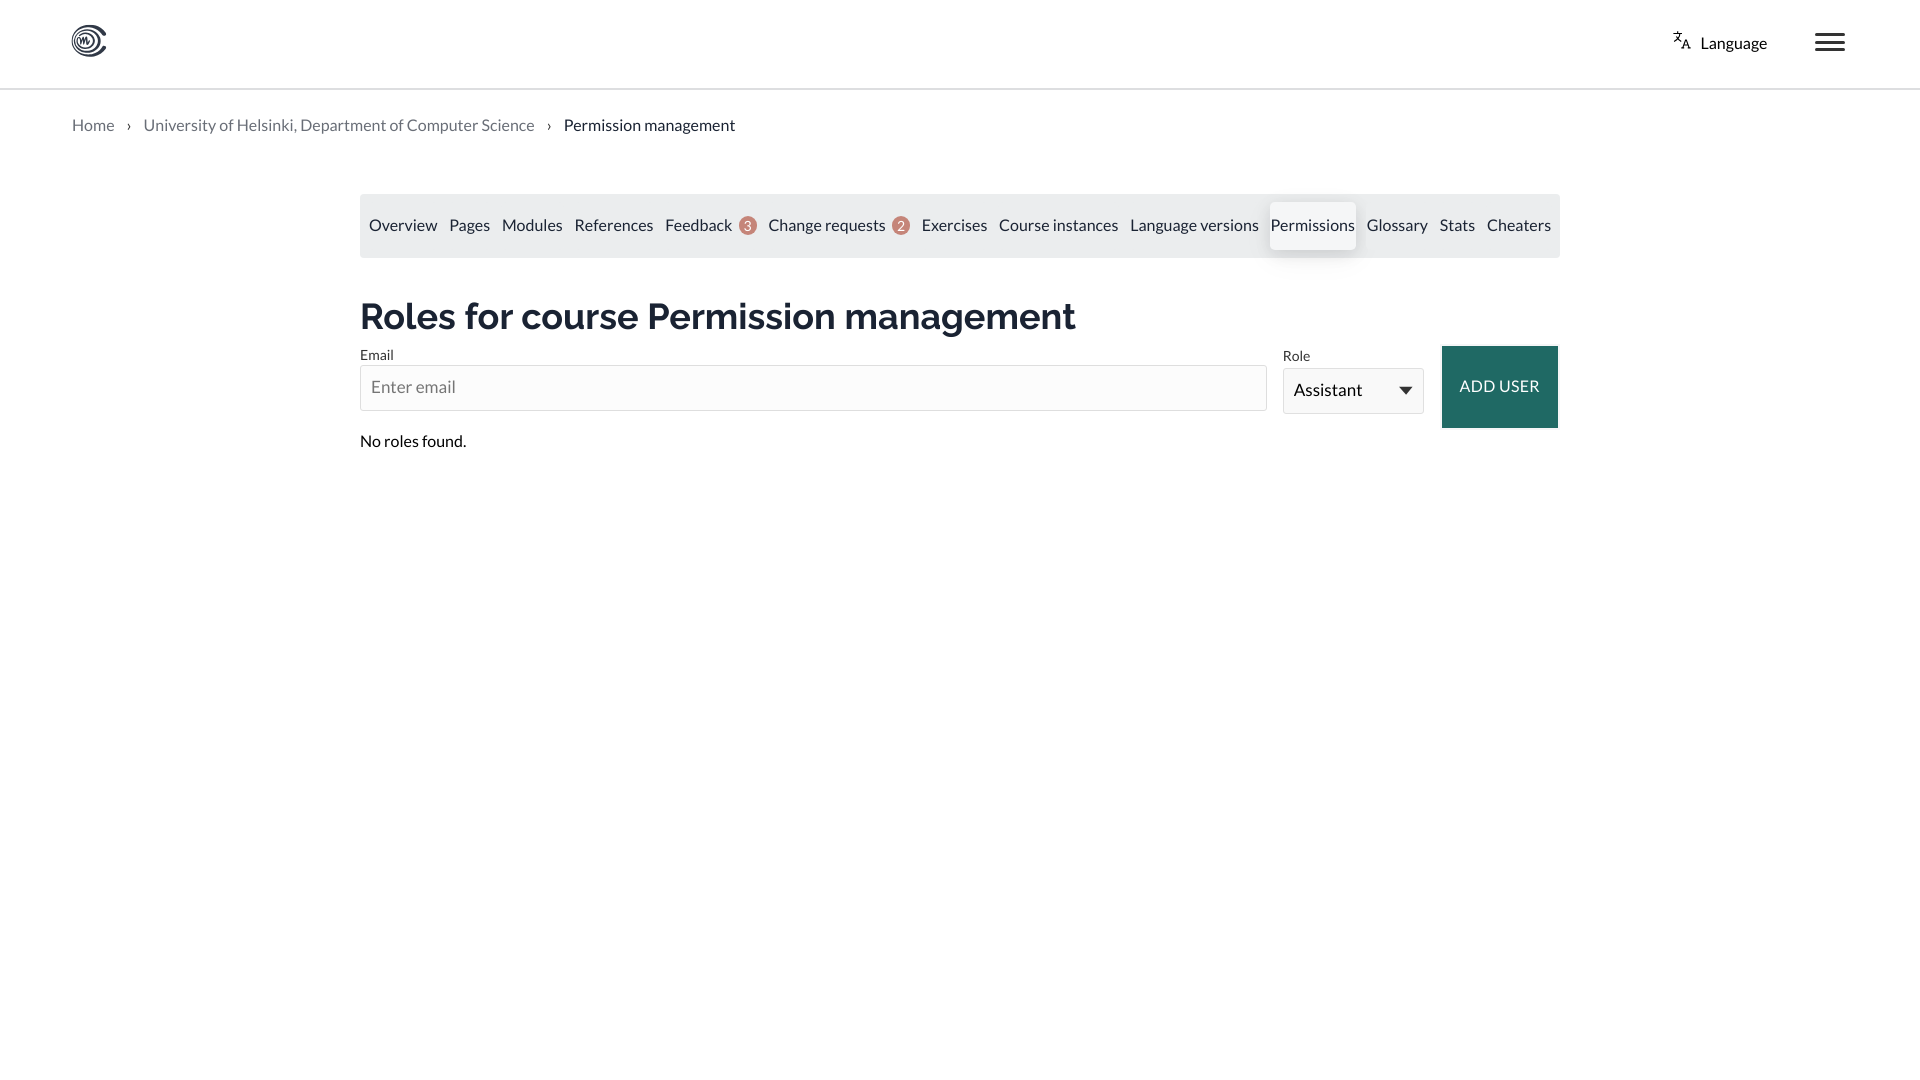 Language
Home › University of Helsinki, Department of Computer Science › Permission management
Overview Pages Modules References Feedback 3 Change requests 2 Exercises Course instances Language versions Permissions Glossary Stats Cheaters
Roles for course Permission management
Email
Role
Enter email
Assistant
ADD USER
No roles found.